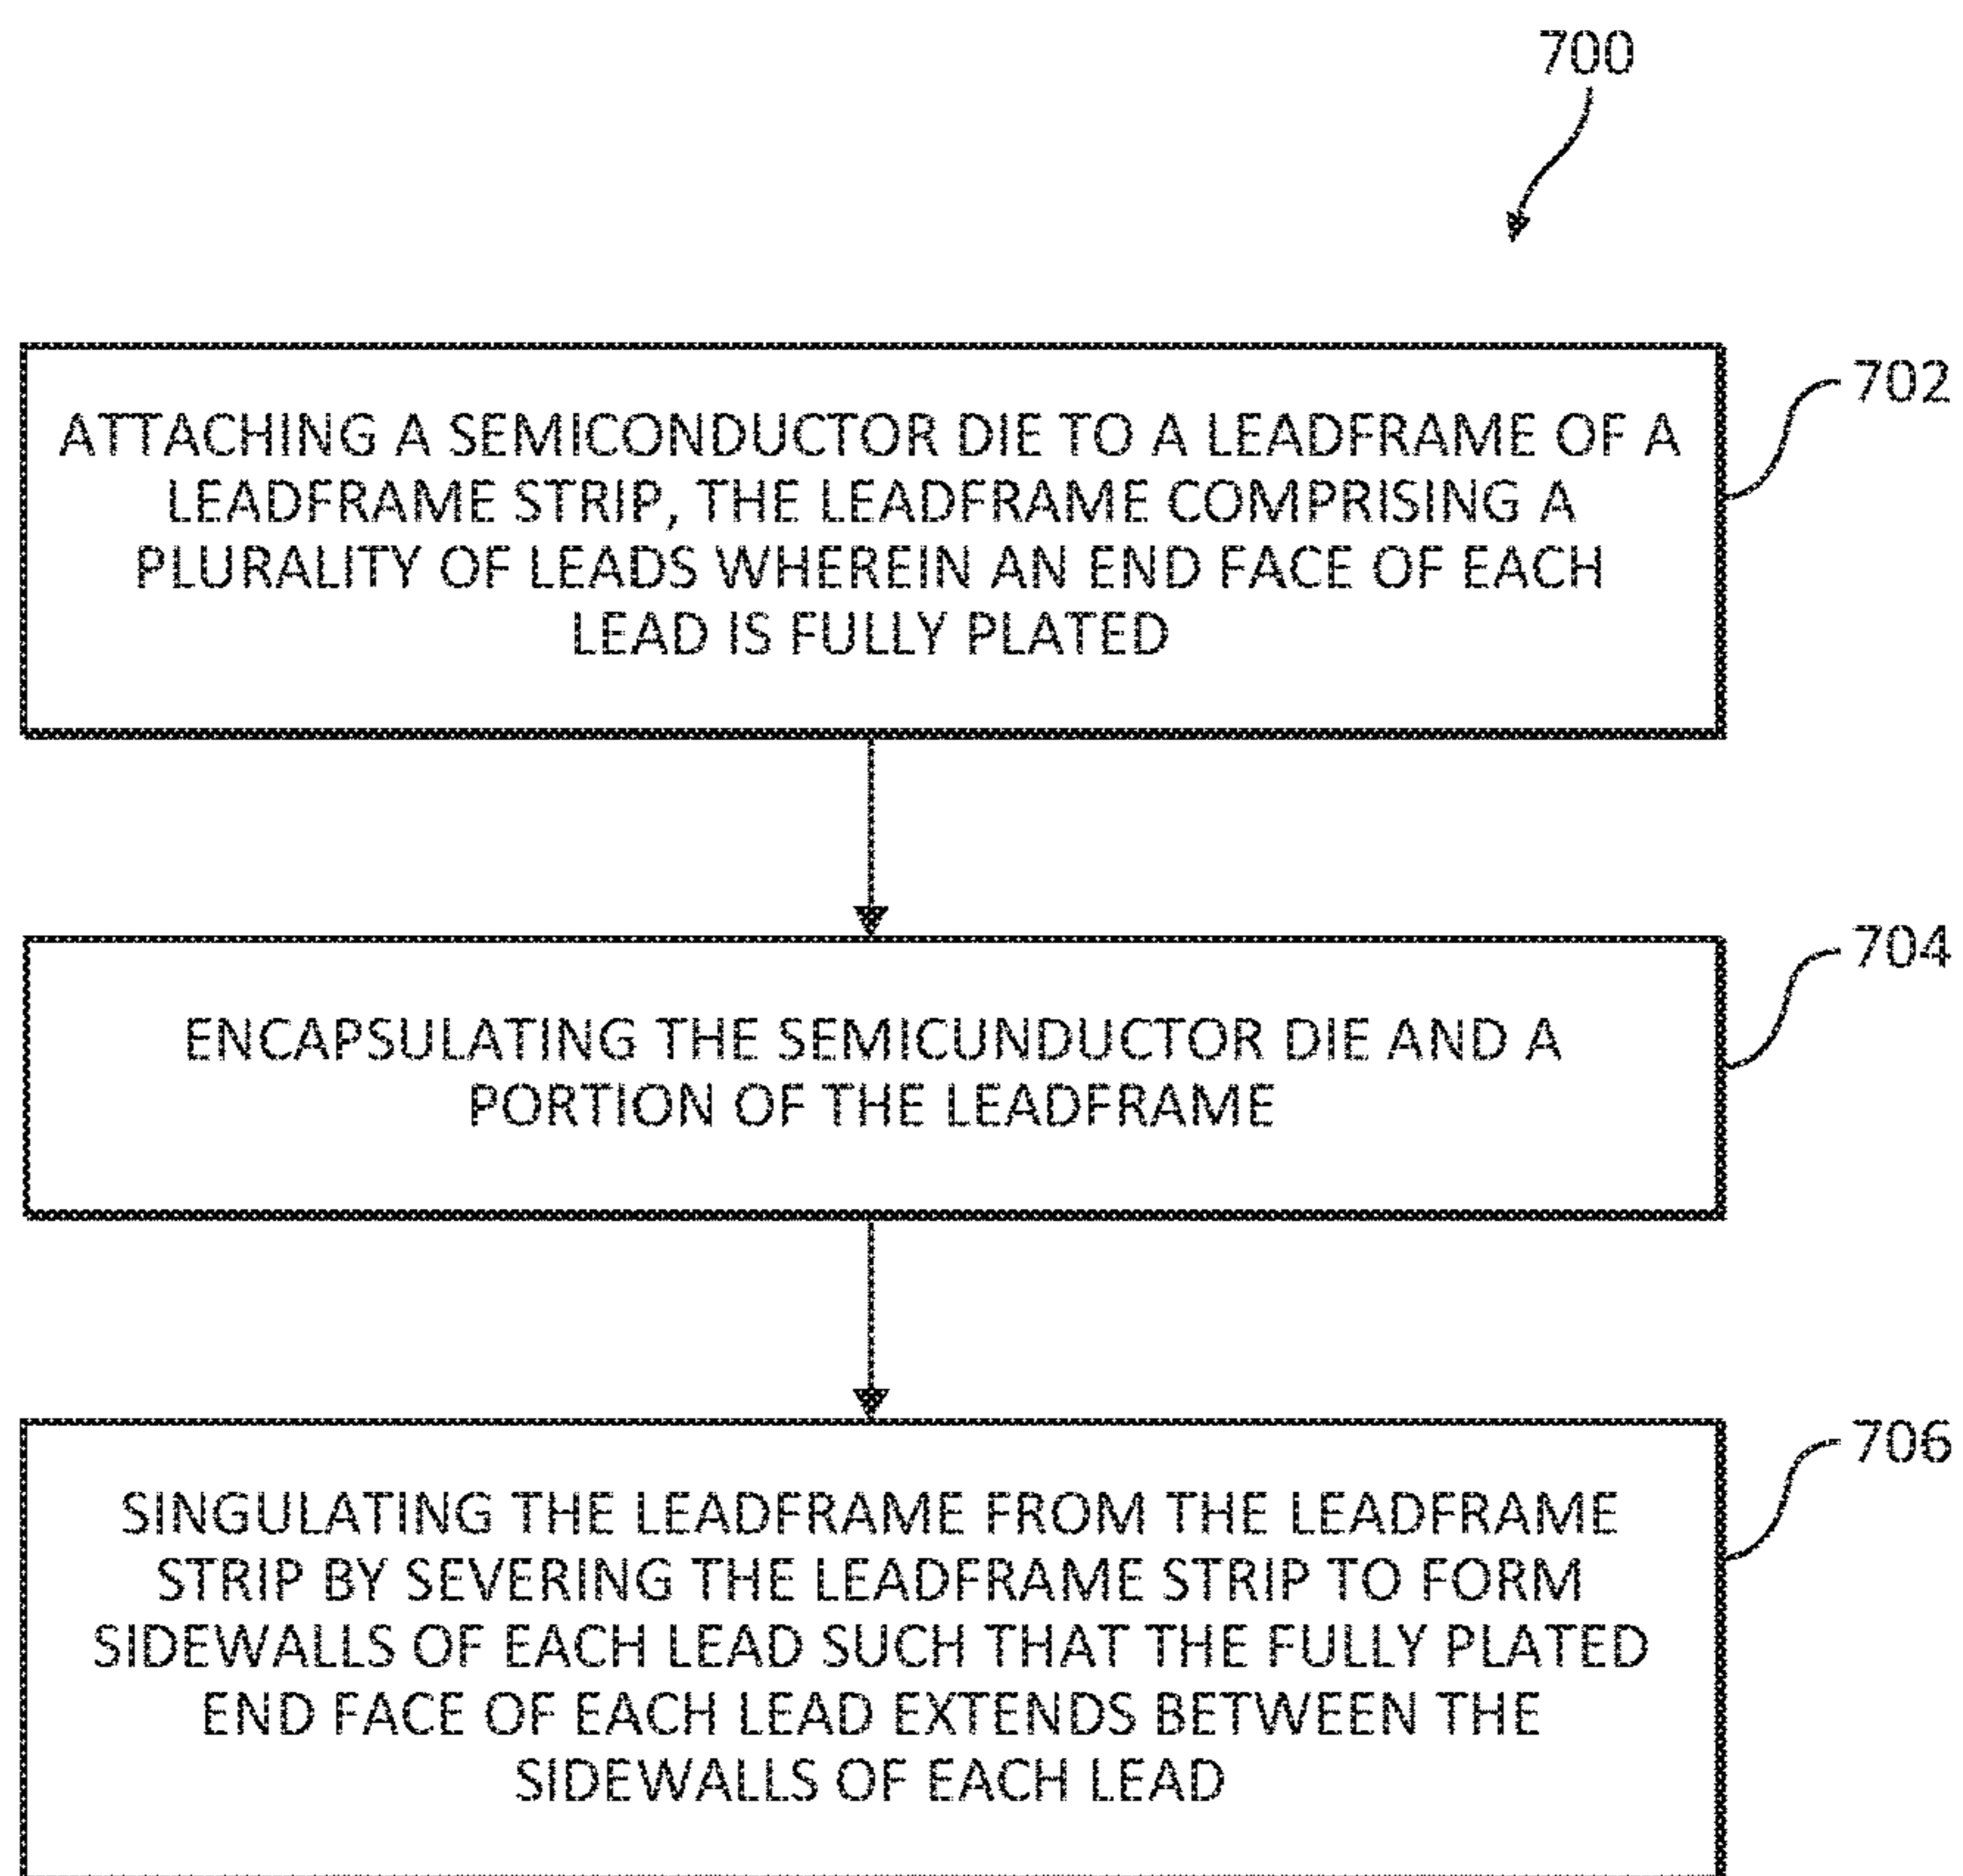 700
702
ATTACHING A SEMICONDUCTOR DIE TO A LEADFRAME OF A
LEADFRAME STRIP, THE LEADFRAME COMPRISING A
PLURALITY OF LEADS WHEREIN AN END FACE OF EACH
LEAD IS FULLY PLATED
704
ENCAPSULATING THE SEMICUNDUCTOR DIE AND A
PORTION OF THE LEADFRAME
706
SINGULATING THE LEADFRAME FROM THE LEADFRAME
STRIP BY SEVERING THE LEADFRAME STRIP TO FORM
SIDEWALLS OF EACH LEAD SUCH THAT THE FULLY PLATED
END FACE OF EACH LEAD EXTENDS BETWEEN THE
SIDEWALLS OF EACH LEAD